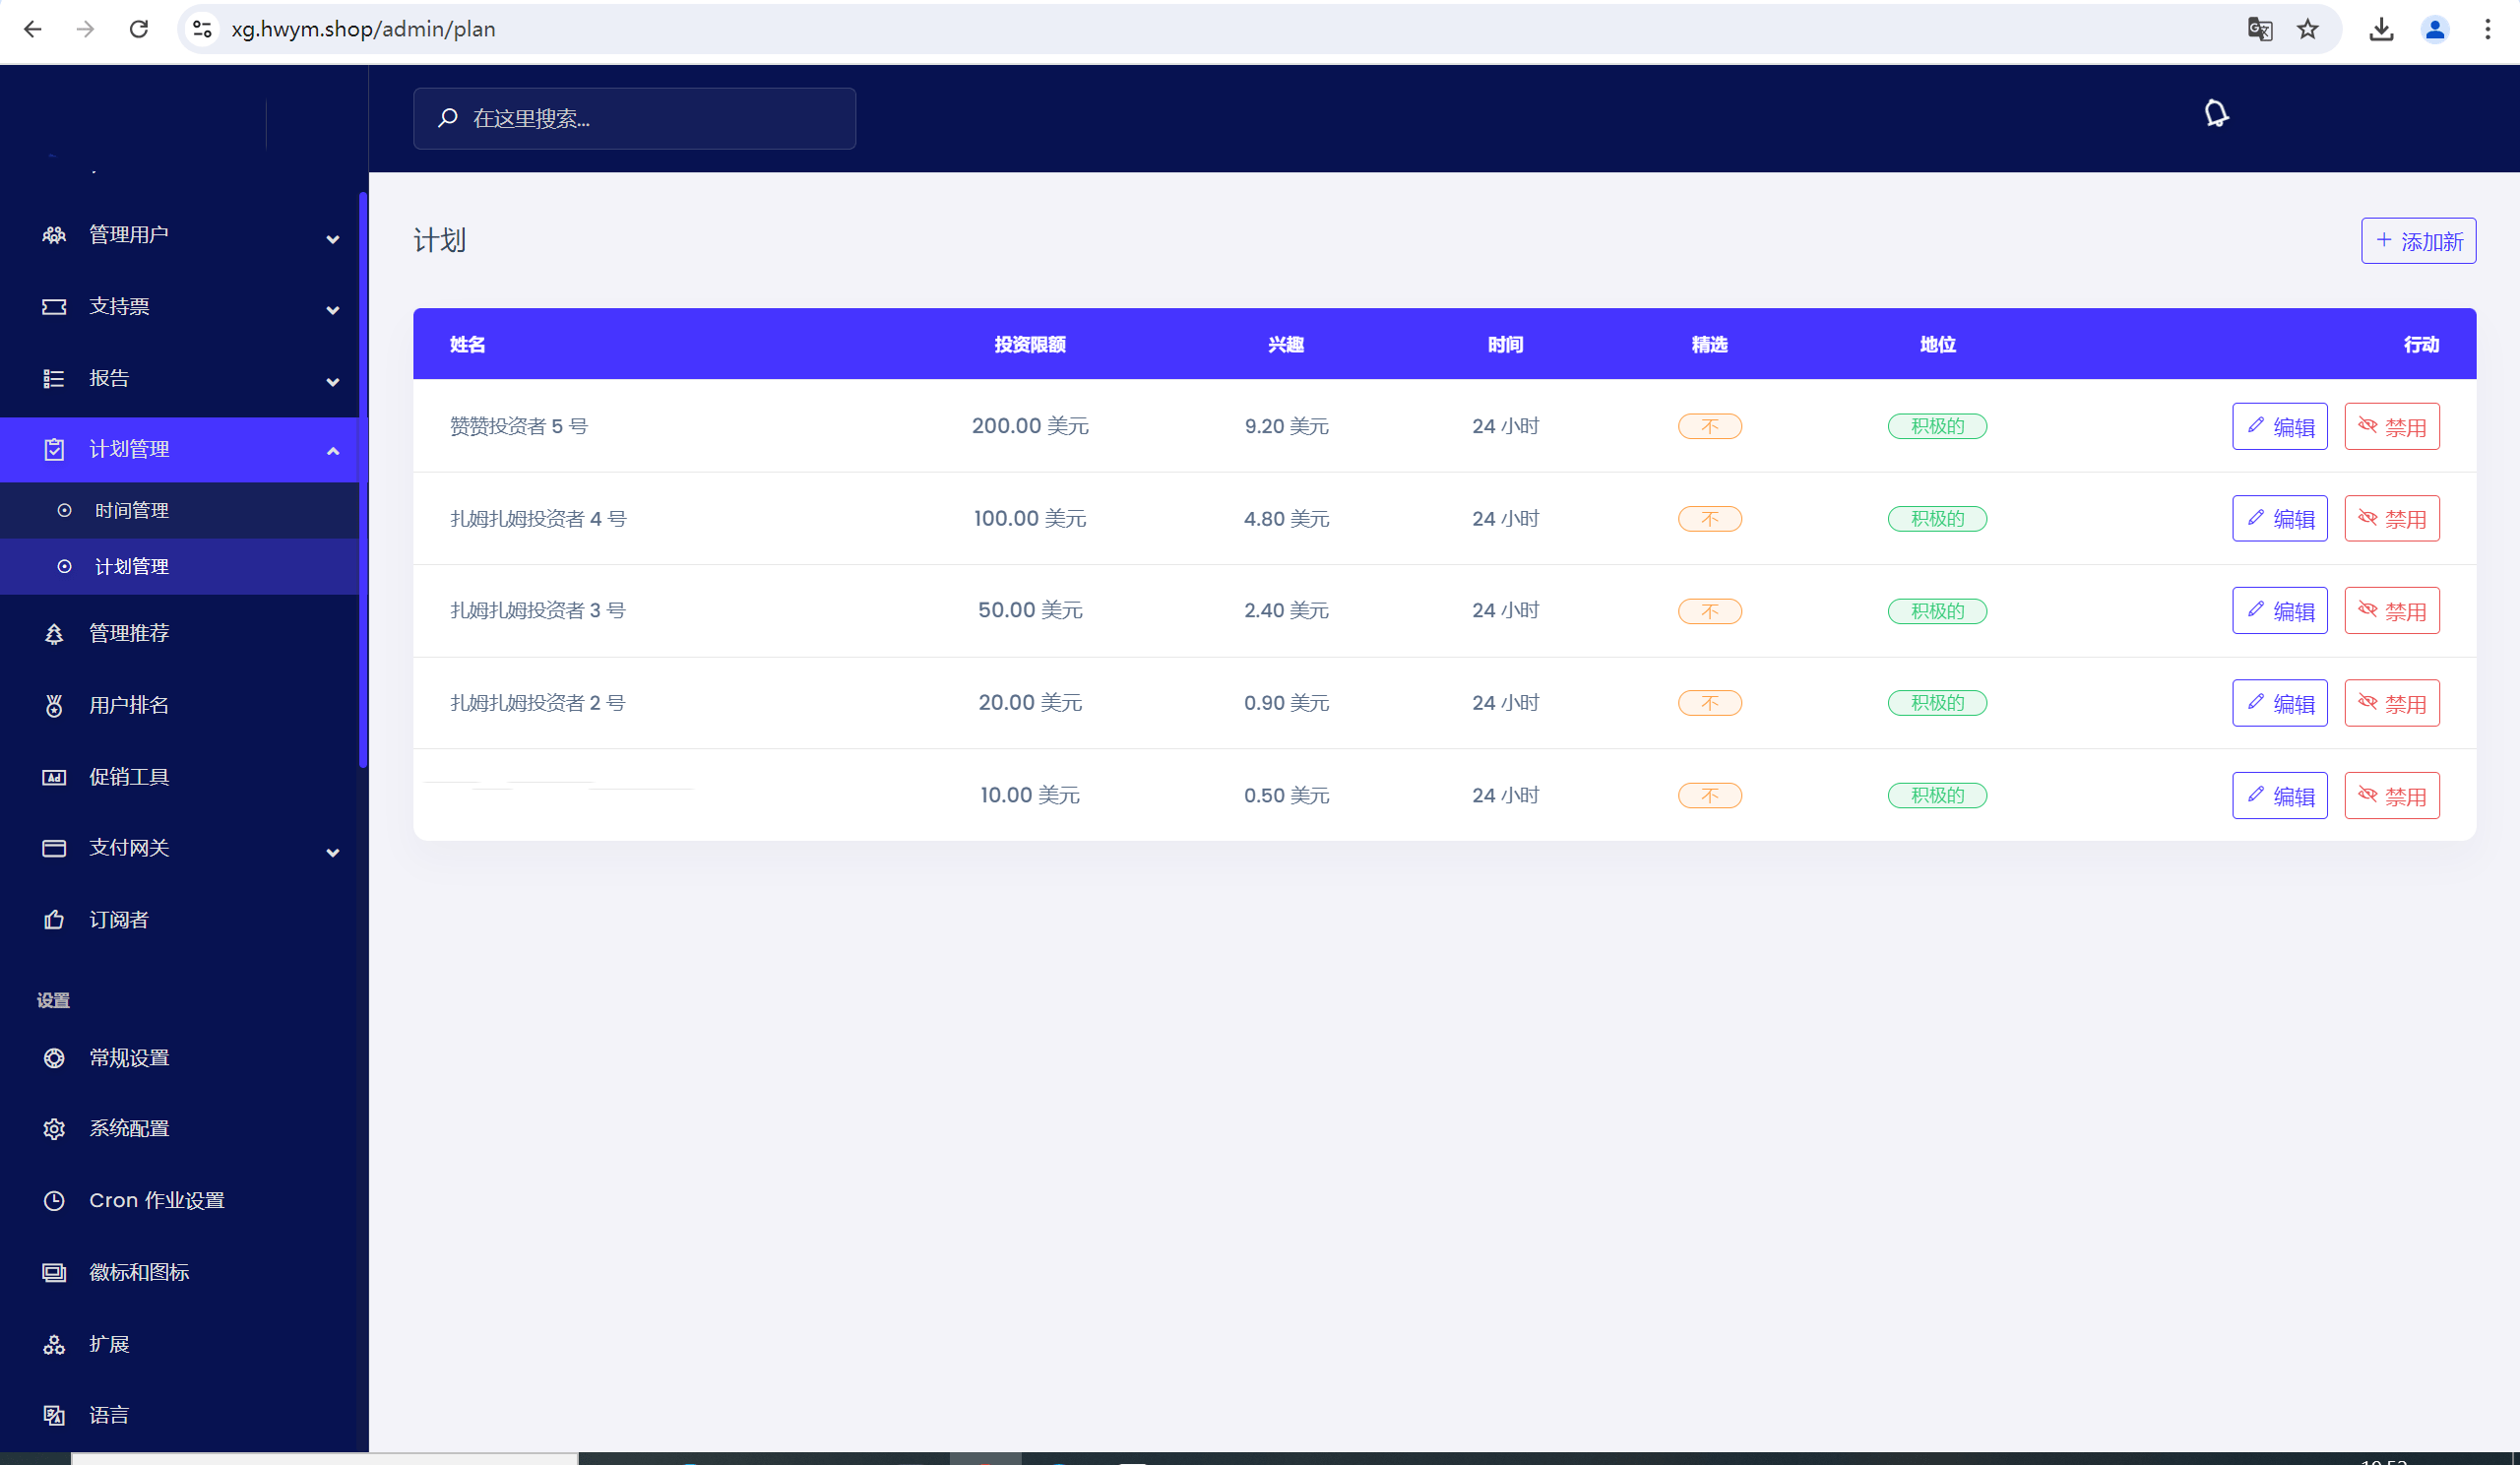 xg.hwym.shop/admin/plan
在这里搜索...
管理用户
支持票
报告
计划管理
时间管理
计划管理
管理推荐
用户排名
促销工具
支付网关
订阅者
设置
常规设置
系统配置
Cron 作业设置
徽标和图标
扩展
语言
计划
添加新
姓名 投资限额 兴趣 时间 精选 地位 行动
赞赞投资者 5 号 200.00 美元 9.20 美元 24 小时 不 积极的 编辑 禁用
扎姆扎姆投资者 4 号 100.00 美元 4.80 美元 24 小时 不 积极的 编辑 禁用
扎姆扎姆投资者 3 号 50.00 美元 2.40 美元 24 小时 不 积极的 编辑 禁用
扎姆扎姆投资者 2 号 20.00 美元 0.90 美元 24 小时 不 积极的 编辑 禁用
10.00 美元 0.50 美元 24 小时 不 积极的 编辑 禁用